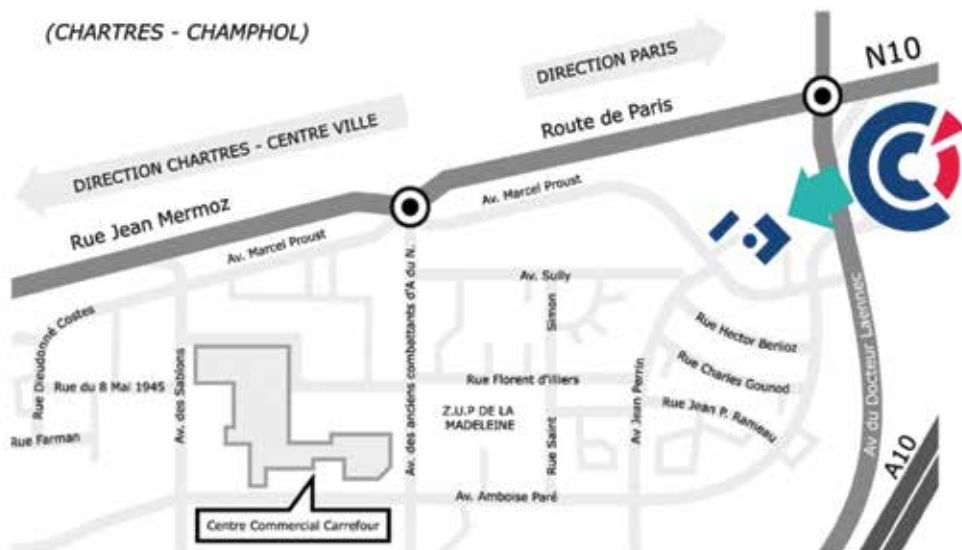 (CHARTRES - CHAMPHOL)
N10
DIRECTION PARIS
Route de Paris
DIRECTION CHARTRES - CENTRE VILLE
Rue Jean Mermoz
Av. Marcel Proust
Av. Marcel Proust
Av. Sully
Rue Dieudonné Costes
Rue du 8 Mai 1945
Rue Farman
Av. des Sablons
Av. des anciens combattants d'A du N.
Rue Saint Simon
Rue Florent d'illiers
Z.U.P DE LA
MADELEINE
Av Jean Perrin
Rue Hector Berlioz
Rue Charles Gounod
Rue Jean P. Rameau
Av du Docteur Laennec
A10
Av. Amboise Paré
Centre Commercial Carrefour